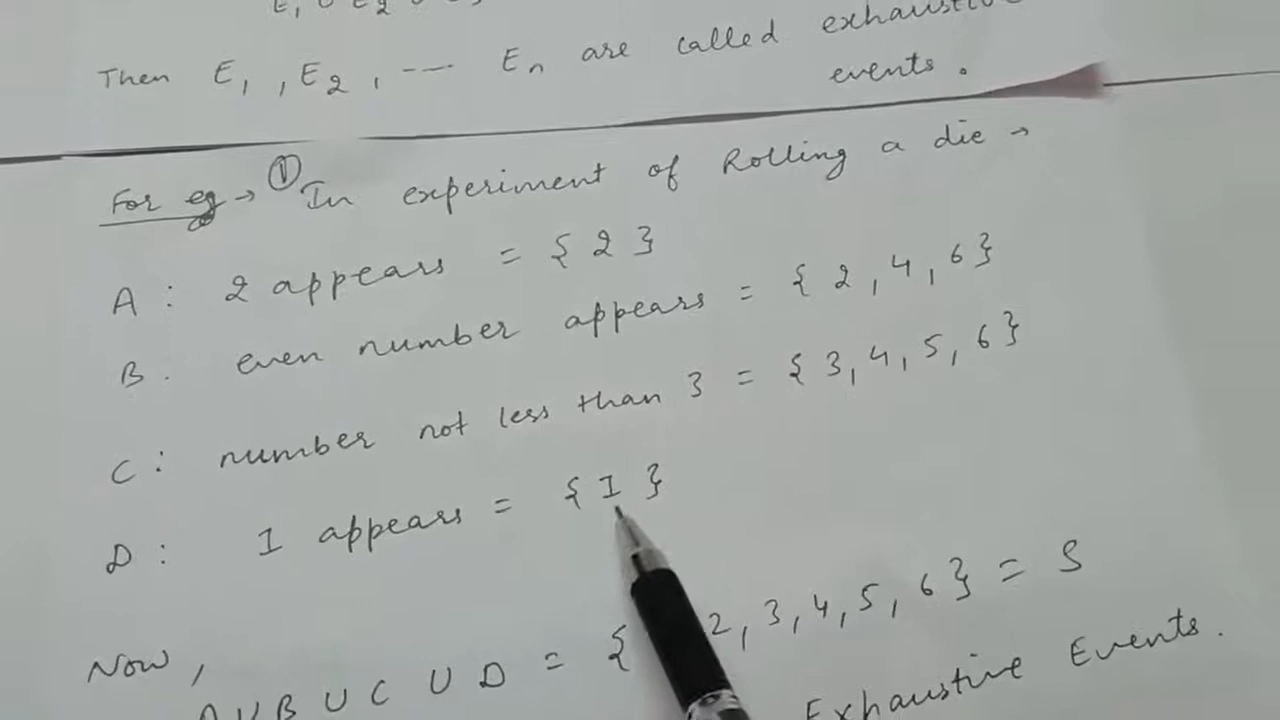 E1 U E2 U
Then E1, E2, --- En are called exhaustive
events.
For eg → ① In experiment of Rolling a die →
A : 2 appears = {2}
B : even number appears = {2, 4, 6}
C : number not less than 3 = {3, 4, 5, 6}
D : 1 appears = {1}
Now,
A U B U C U D = { 2, 3, 4, 5, 6} = S
Exhaustive Events.